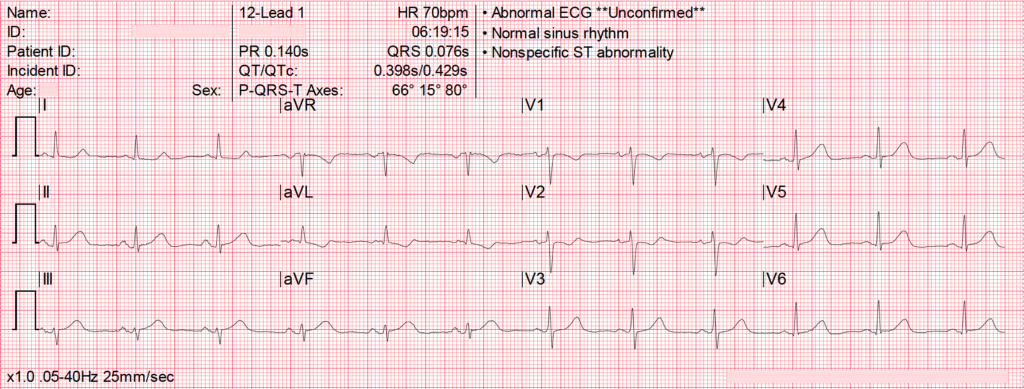 Name:
ID:
Patient ID:
Incident ID:
Age: Sex:
12-Lead 1 HR 70bpm
06:19:15
PR 0.140s QRS 0.076s
QT/QTc: 0.398s/0.429s
P-QRS-T Axes: 66° 15° 80°
• Abnormal ECG **Unconfirmed**
• Normal sinus rhythm
• Nonspecific ST abnormality
I aVR V1 V4
II aVL V2 V5
III aVF V3 V6
x1.0 .05-40Hz 25mm/sec